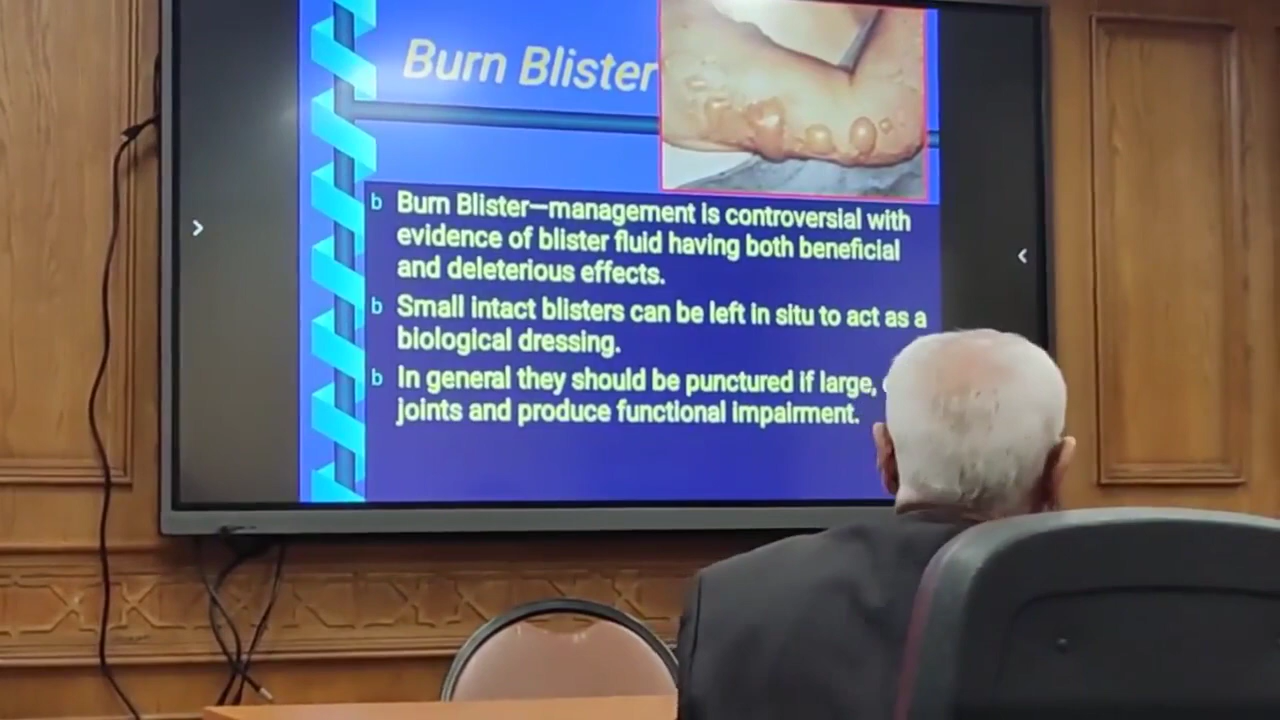 Burn Blister
b Burn Blister—management is controversial with
evidence of blister fluid having both beneficial
and deleterious effects.
b Small intact blisters can be left in situ to act as a
biological dressing.
b In general they should be punctured if large,
joints and produce functional impairment.